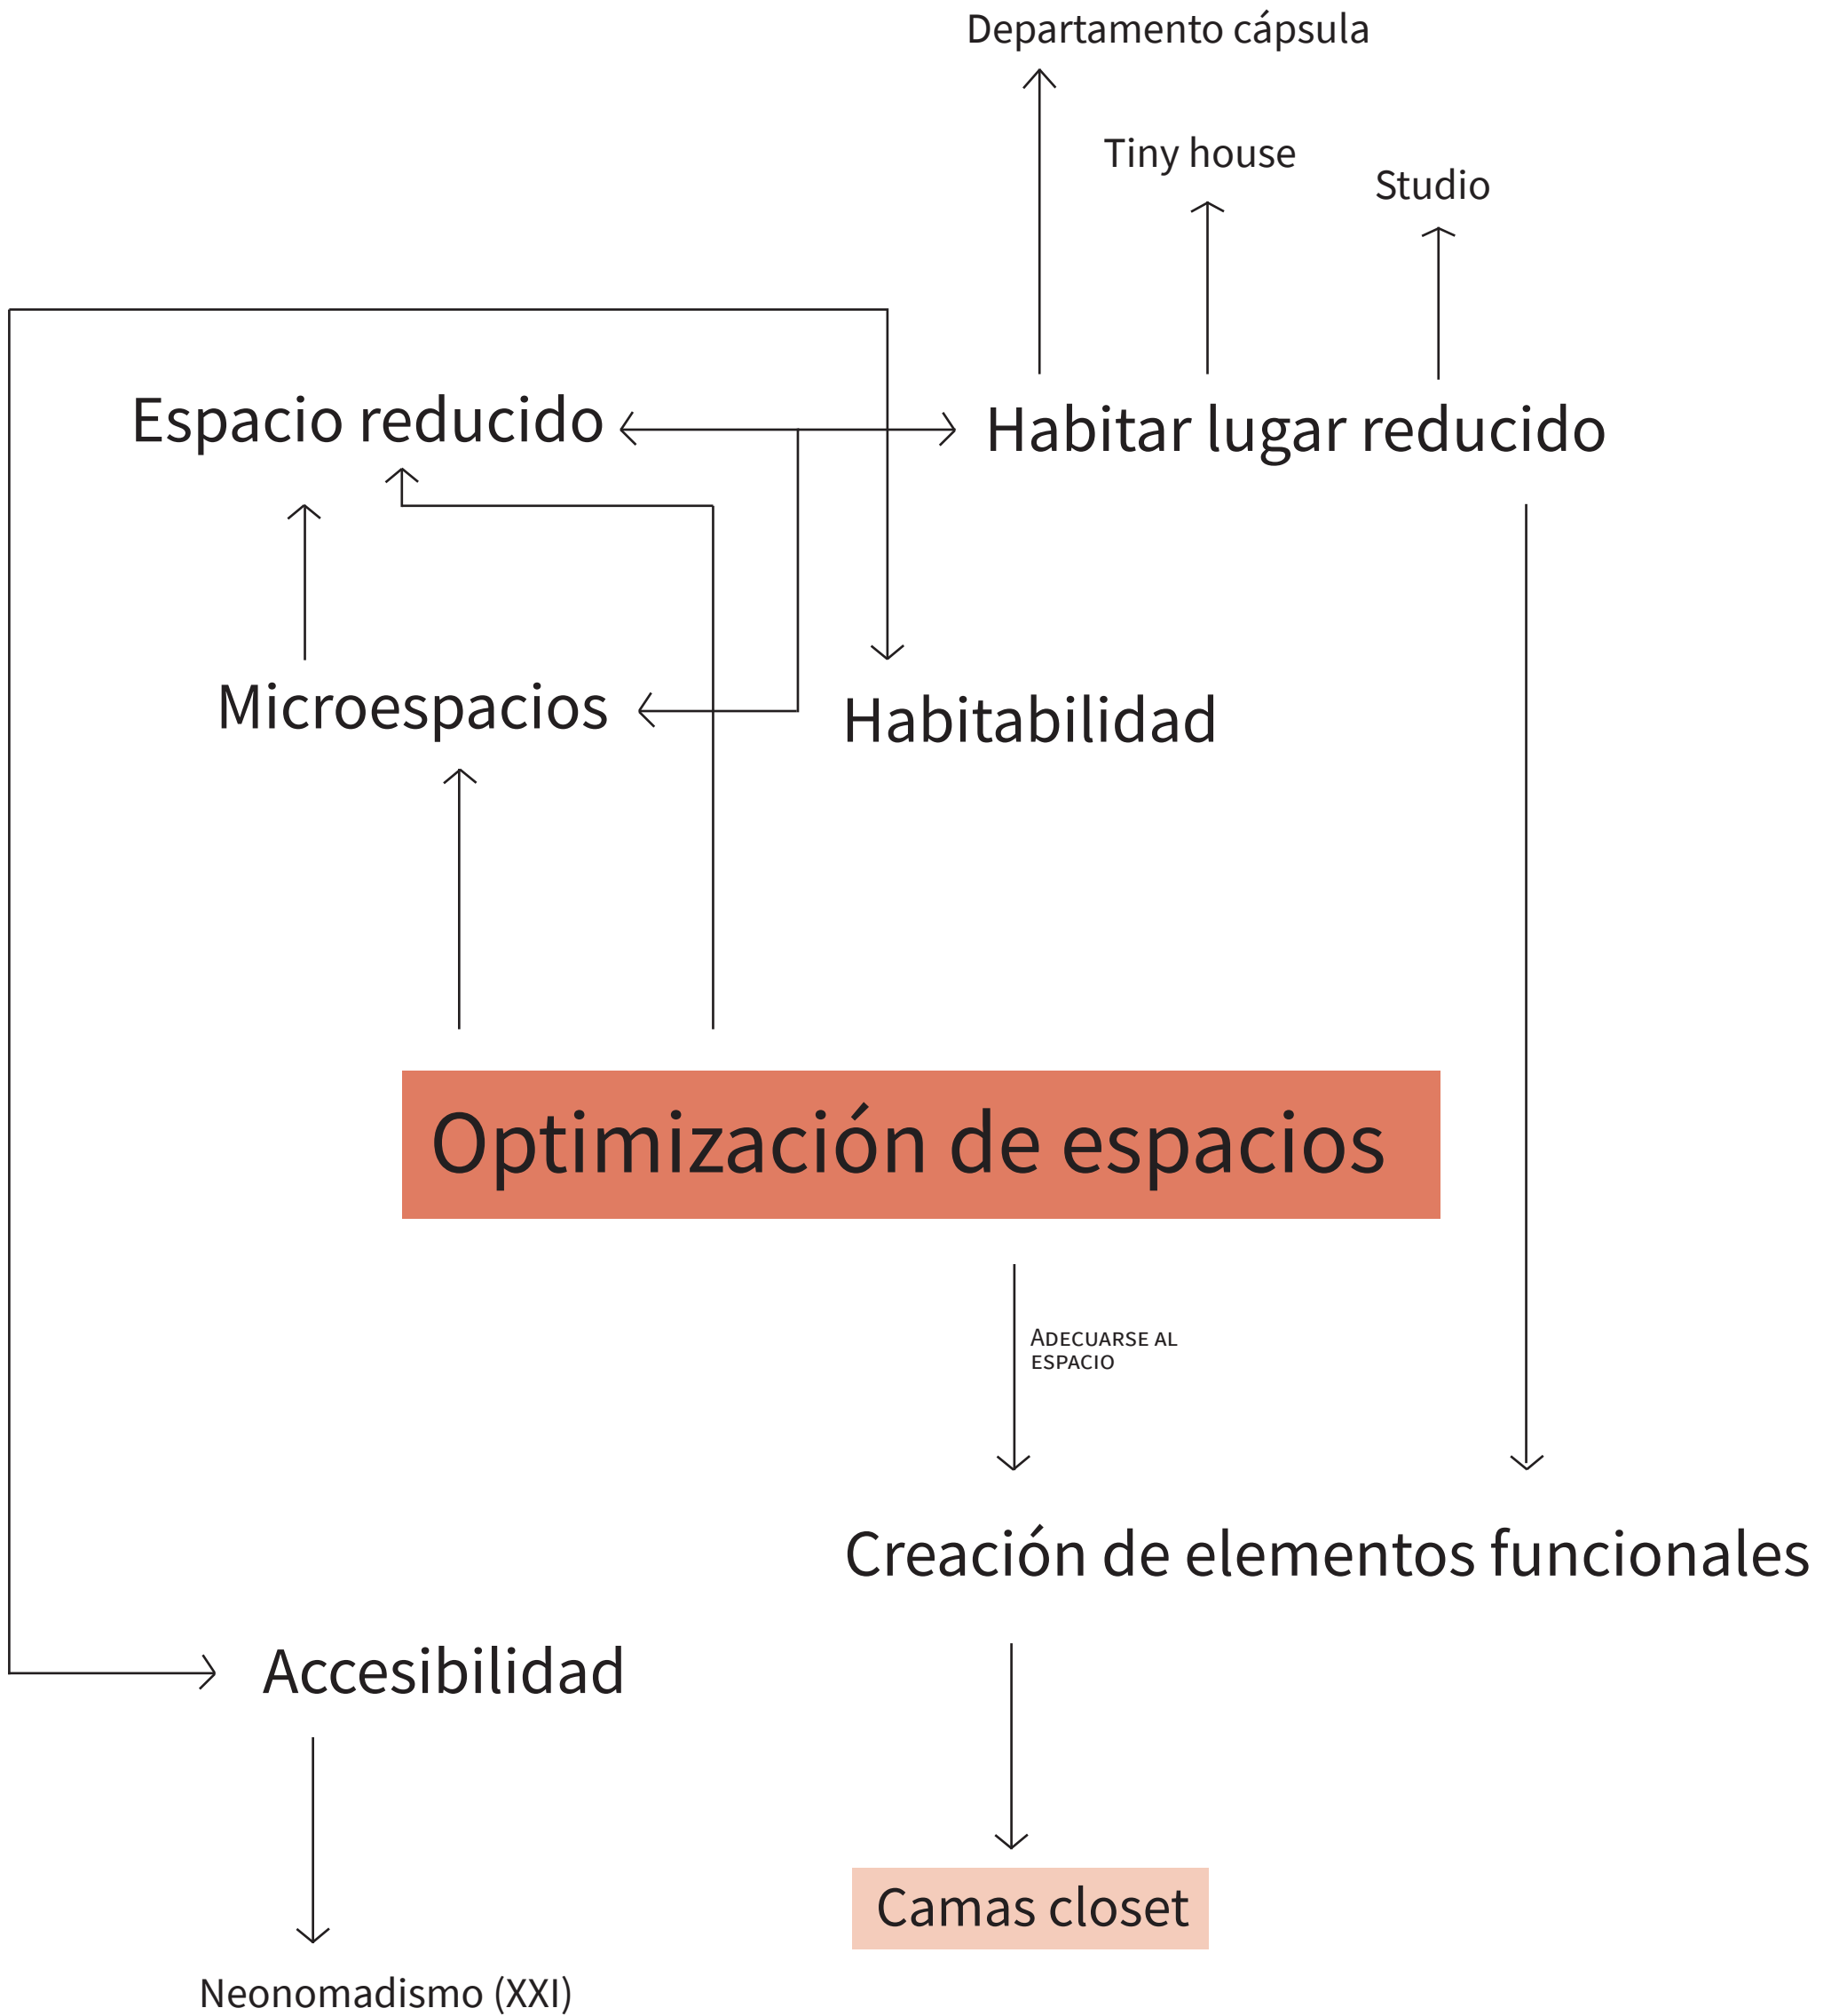 Departamento cápsula
Tiny house
Studio
Espacio reducido
Habitar lugar reducido
Microespacios
Habitabilidad
Optimización de espacios
Adecuarse al
espacio
Creación de elementos funcionales
Accesibilidad
Camas closet
Neonomadismo (XXI)